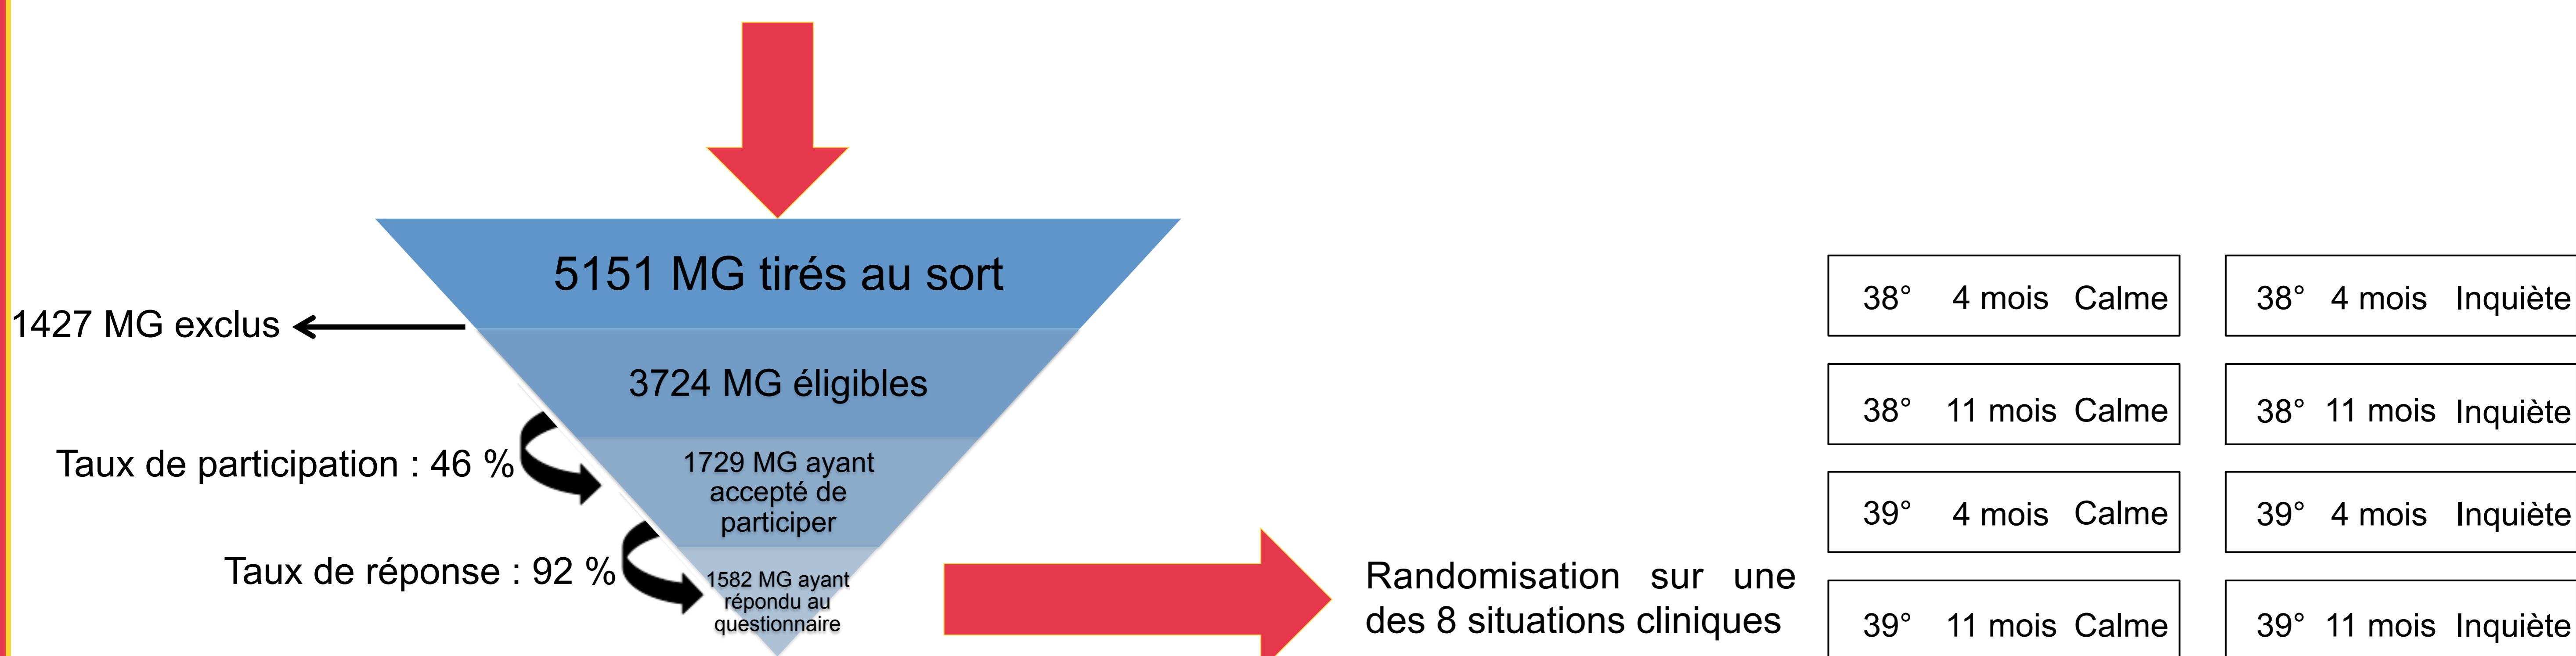 5151 MG tirés au sort
1427 MG exclus
3724 MG éligibles
Taux de participation : 46 %
1729 MG ayant
accepté de
participer
Taux de réponse : 92 %
1582 MG ayant
répondu au
questionnaire
Randomisation sur une
des 8 situations cliniques
38° 4 mois Calme
38° 4 mois Inquiète
38° 11 mois Calme
38° 11 mois Inquiète
39° 4 mois Calme
39° 4 mois Inquiète
39° 11 mois Calme
39° 11 mois Inquiète